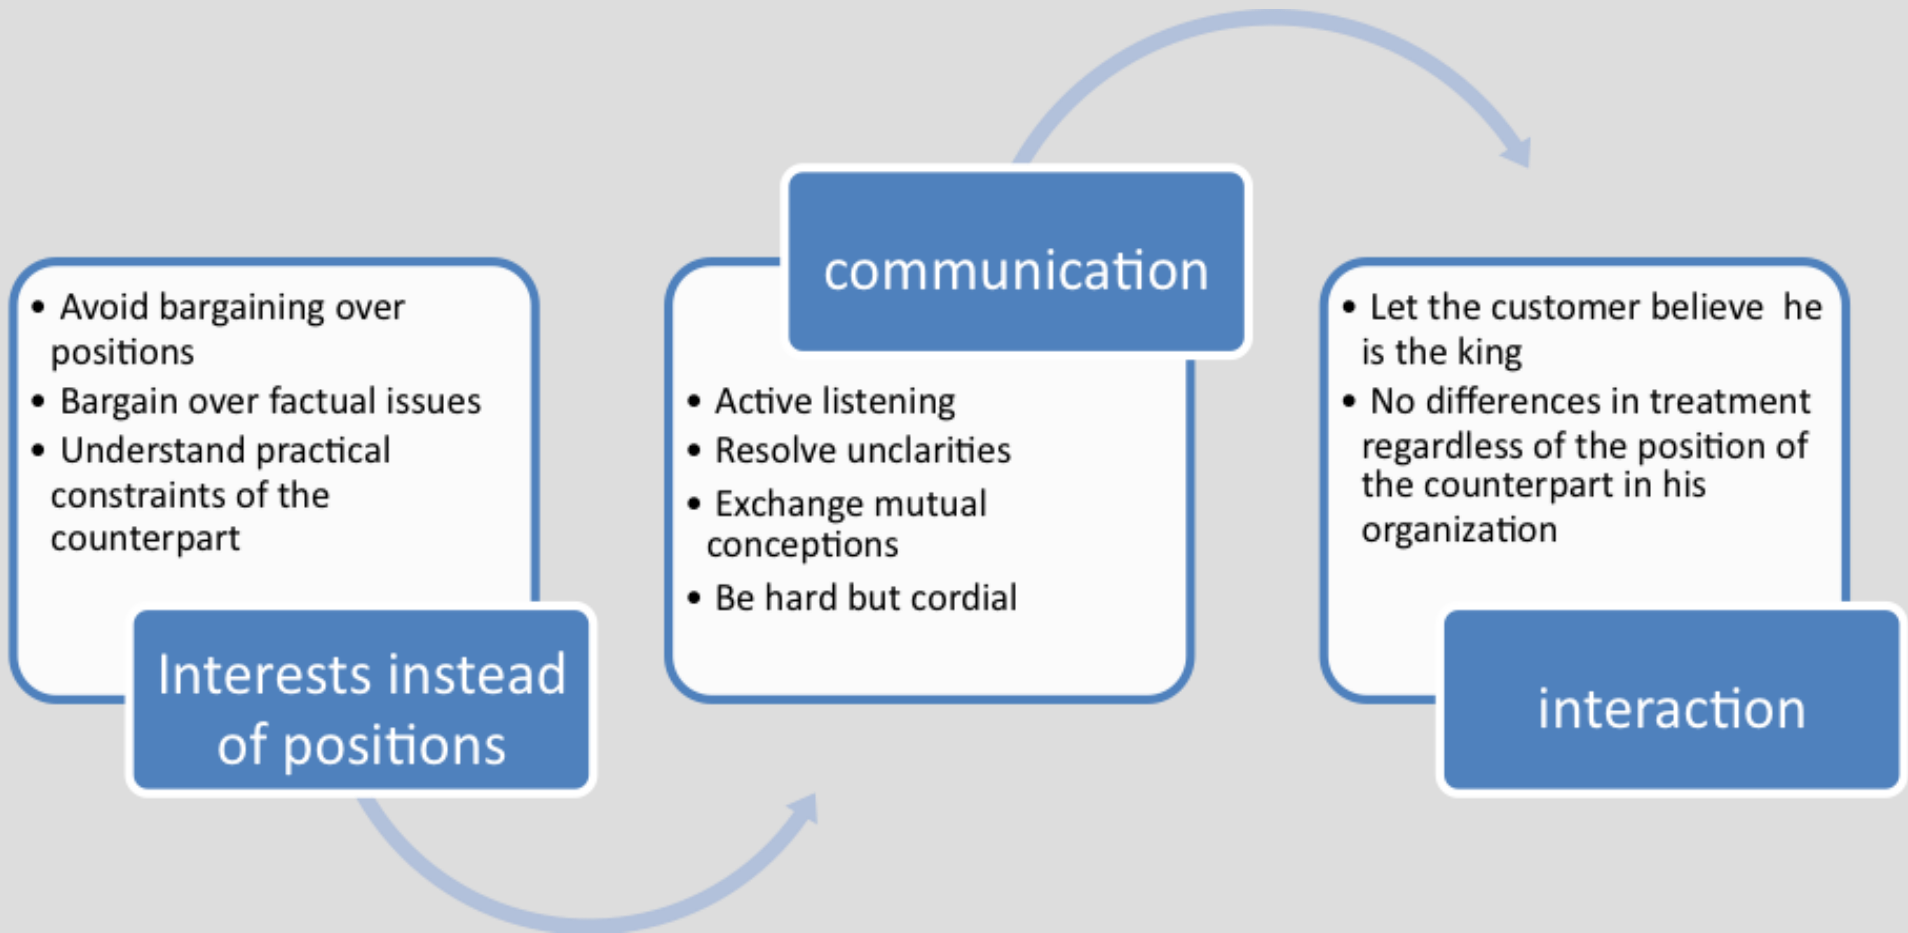 • Avoid bargaining over
positions
• Bargain over factual issues
• Understand practical
constraints of the
counterpart
Interests instead
of positions
communication
• Active listening
• Resolve unclarities
• Exchange mutual
conceptions
• Be hard but cordial
• Let the customer believe  he
is the king
• No differences in treatment
regardless of the position of
the counterpart in his
organization
interaction